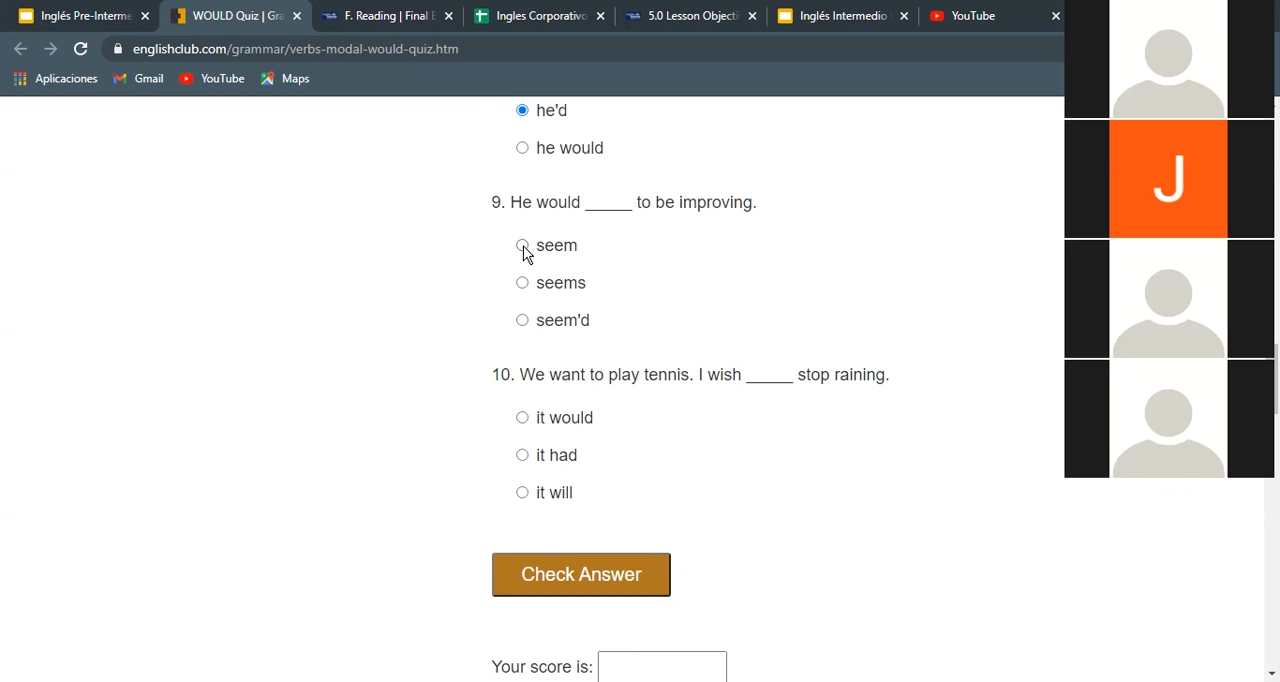 Inglés Pre-Interme
WOULD Quiz | Gra
F. Reading | Final E
Ingles Corporativo
5.0 Lesson Objecti
Inglés Intermedio
YouTube
englishclub.com/grammar/verbs-modal-would-quiz.htm
Aplicaciones
Gmail
YouTube
Maps
he'd
he would
9. He would _____ to be improving.
seem
seems
seem'd
10. We want to play tennis. I wish _____ stop raining.
it would
it had
it will
Check Answer
Your score is:
J